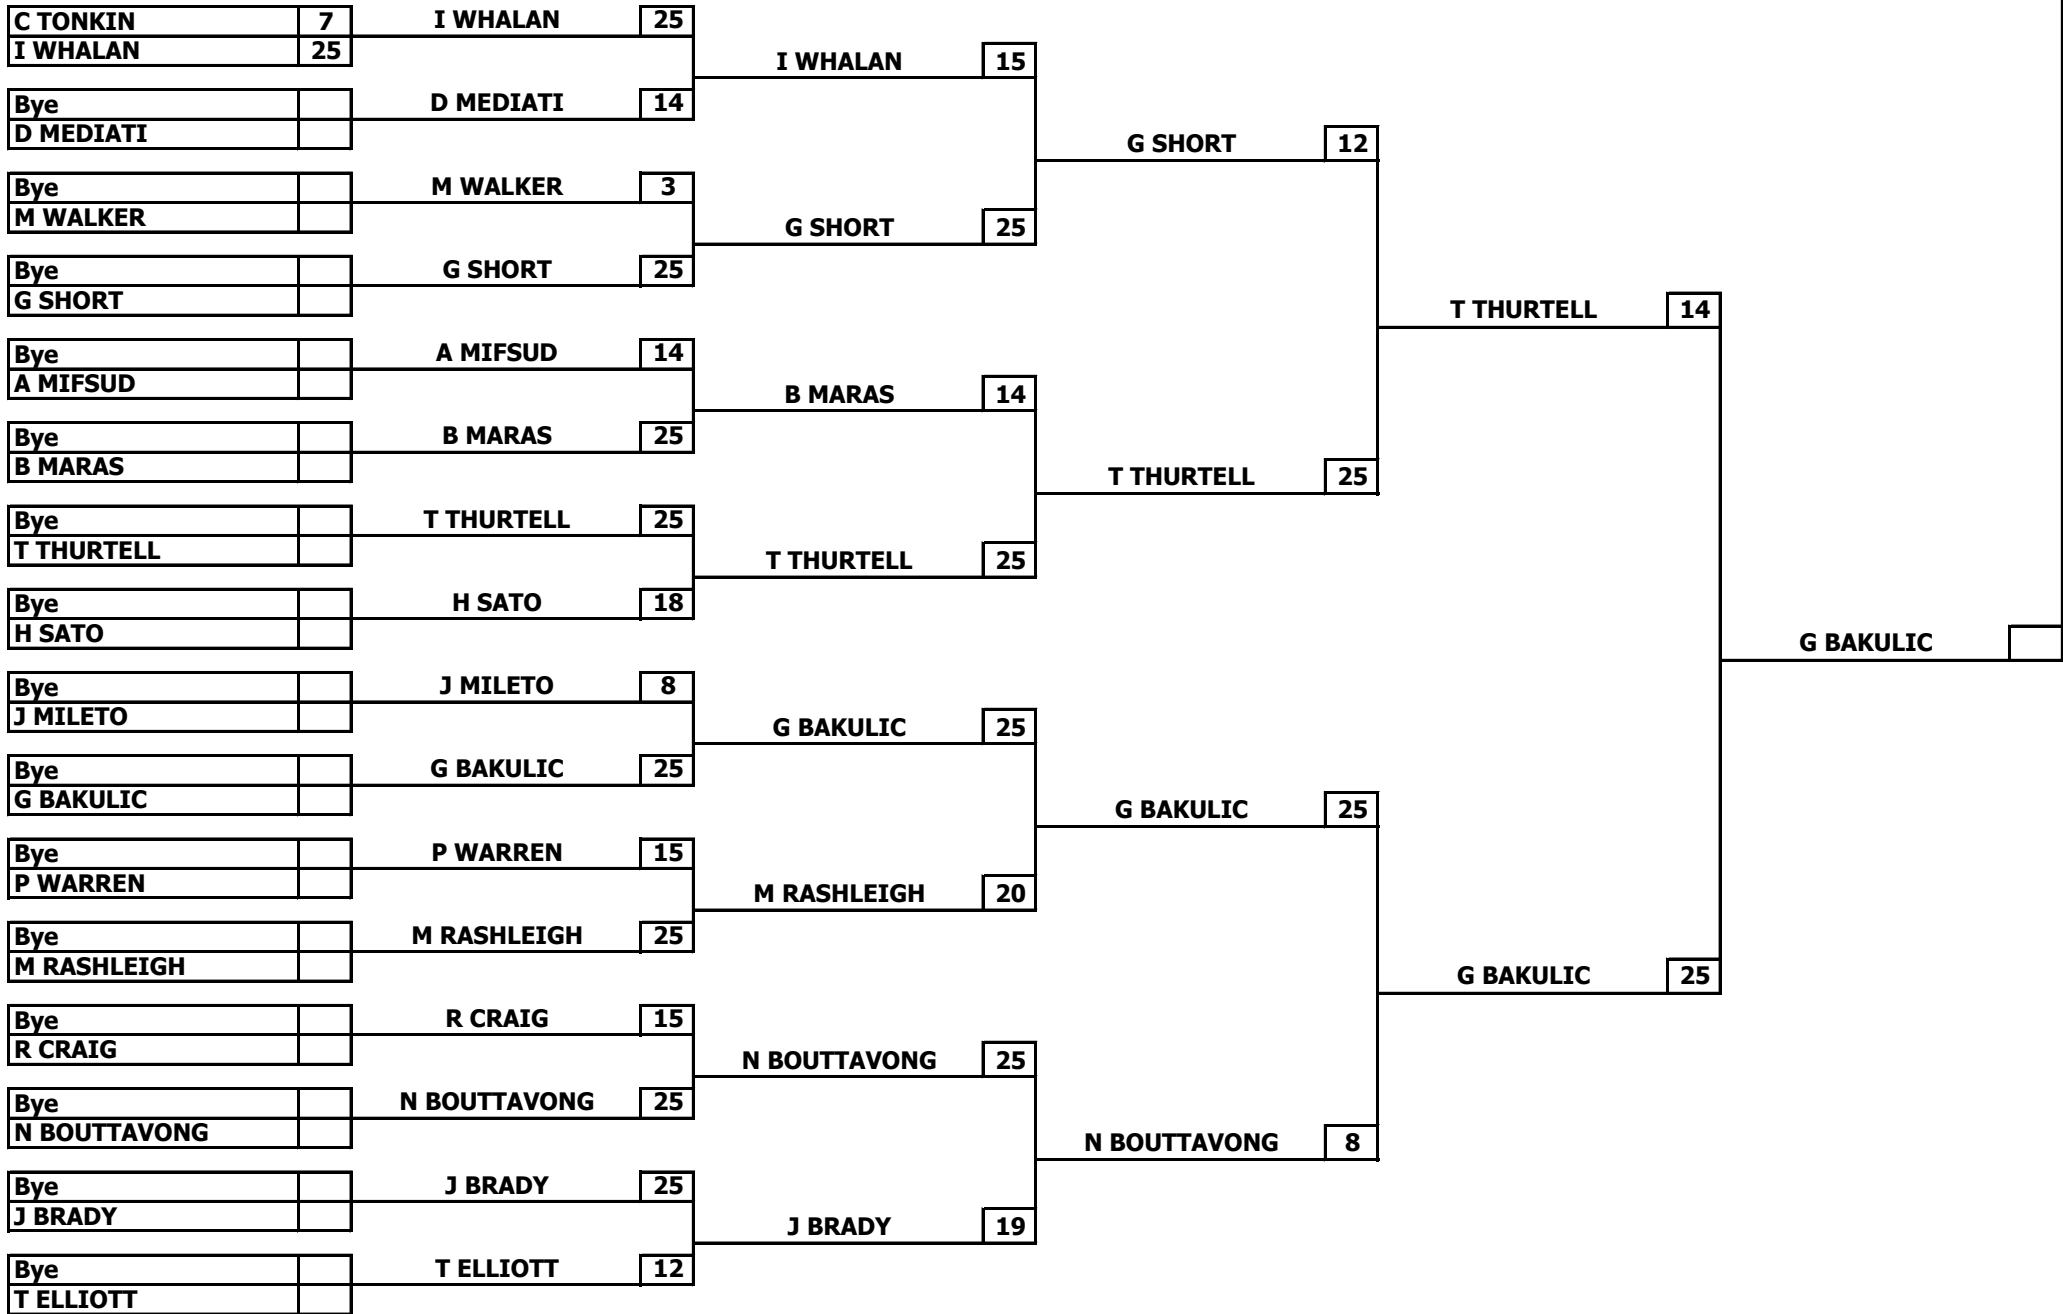 C TONKIN 7 I WHALAN 25
I WHALAN 25
I WHALAN 15
Bye D MEDIATI 14
D MEDIATI
G SHORT 12
Bye M WALKER 3
M WALKER
G SHORT 25
Bye G SHORT 25
G SHORT
T THURTELL 14
Bye A MIFSUD 14
A MIFSUD
B MARAS 14
Bye B MARAS 25
B MARAS
T THURTELL 25
Bye T THURTELL 25
T THURTELL
T THURTELL 25
Bye H SATO 18
H SATO
G BAKULIC
Bye J MILETO 8
J MILETO
G BAKULIC 25
Bye G BAKULIC 25
G BAKULIC
G BAKULIC 25
Bye P WARREN 15
P WARREN
M RASHLEIGH 20
Bye M RASHLEIGH 25
M RASHLEIGH
G BAKULIC 25
Bye R CRAIG 15
R CRAIG
N BOUTTAVONG 25
Bye N BOUTTAVONG 25
N BOUTTAVONG
N BOUTTAVONG 8
Bye J BRADY 25
J BRADY
J BRADY 19
Bye T ELLIOTT 12
T ELLIOTT